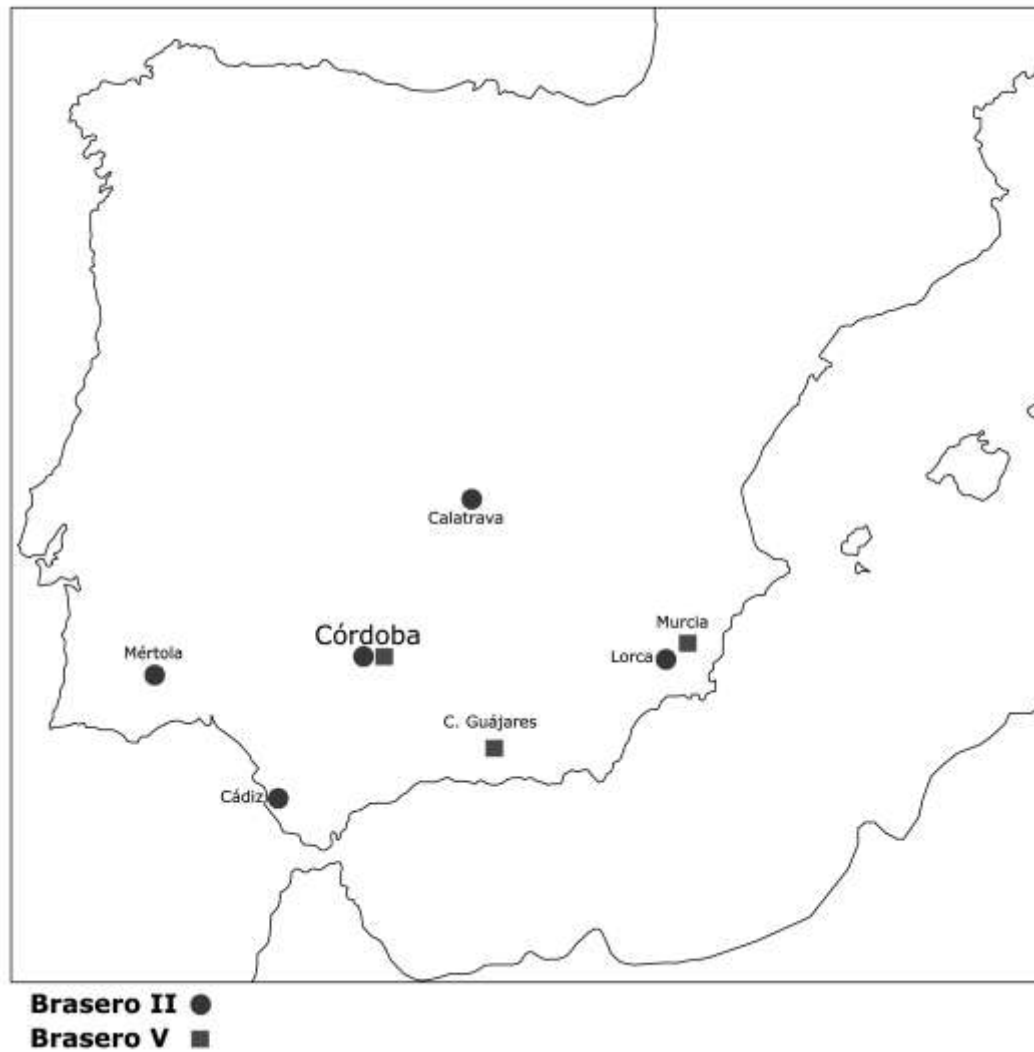 Calatrava
Córdoba
Murcia
Mértola
Lorca
C. Guájares
Cádiz
Brasero II
Brasero V